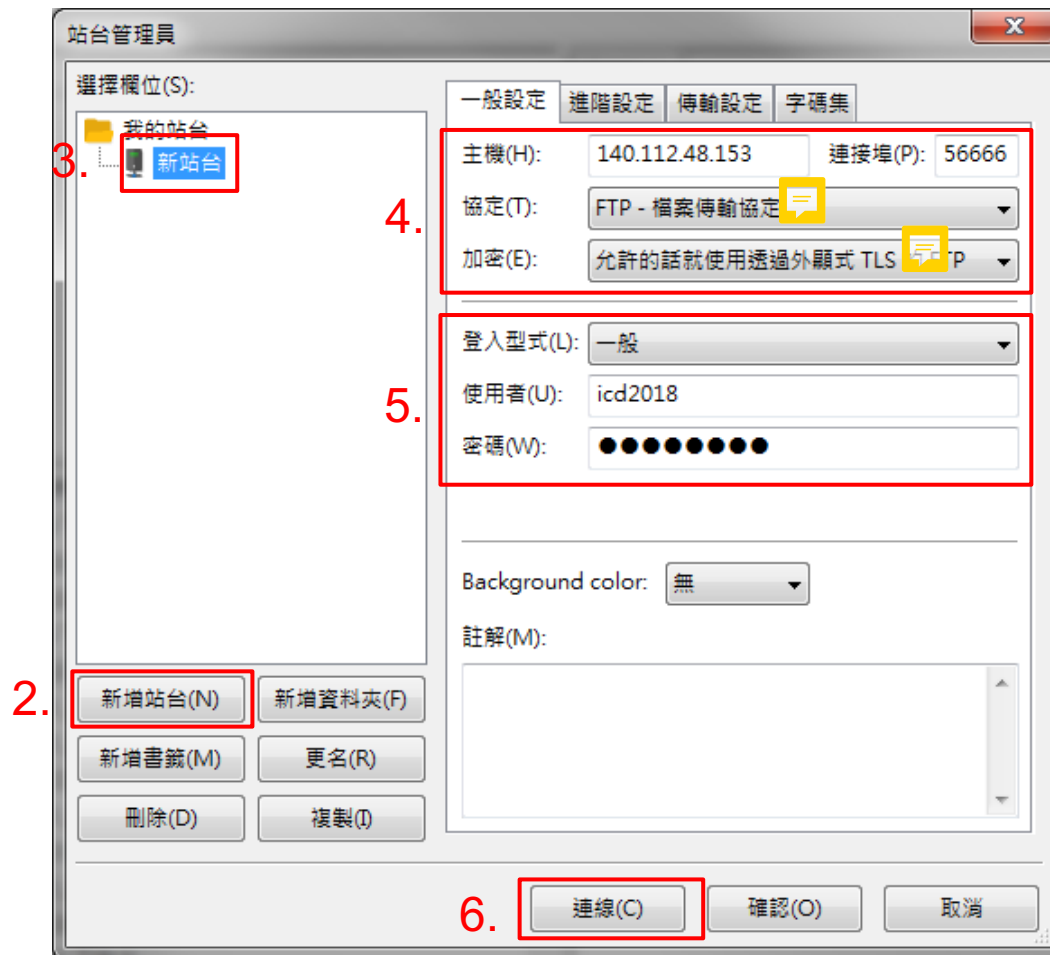 站台管理員
選擇欄位(S):
我的站台
3.
新站台
2.
新增站台(N)
新增資料夾(F)
新增書籤(M)
更名(R)
刪除(D)
複製(I)
一般設定
進階設定
傳輸設定
字碼集
4.
主機(H):
140.112.48.153
連接埠(P):
56666
協定(T):
FTP - 檔案傳輸協定
加密(E):
允許的話就使用透過外顯式 TLS
5.
登入型式(L):
一般
使用者(U):
icd2018
密碼(W):
●●●●●●●●
Background color:
無
註解(M):
6.
連線(C)
確認(O)
取消